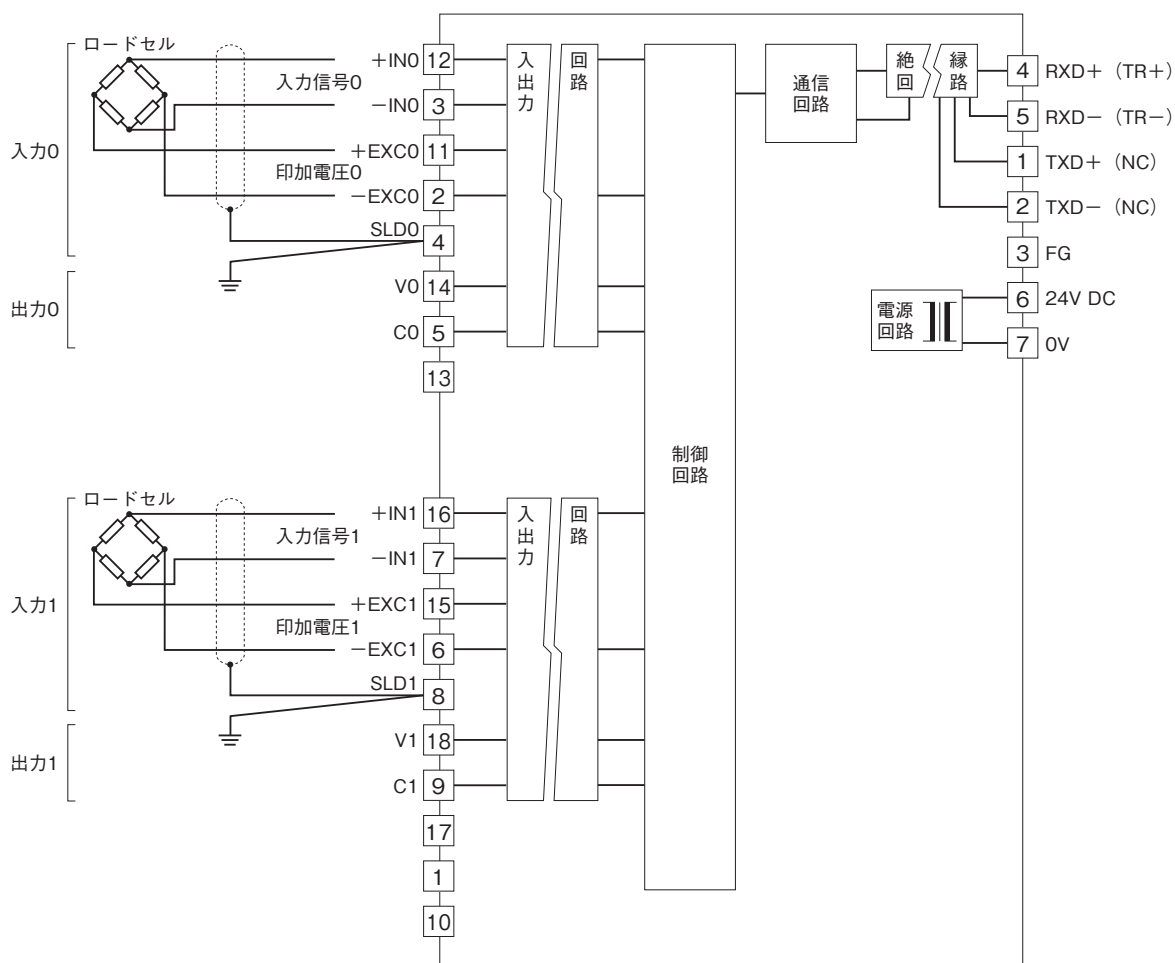 ロードセル
入力信号0
印加電圧0
入力0
出力0
+IN0 12
-IN0 3
+EXC0 11
-EXC0 2
SLD0 4
V0 14
C0 5
13
入出力
回路
制御
回路
通信
回路
絶縁
回路
4 RXD+（TR+）
5 RXD-（TR-）
1 TXD+（NC）
2 TXD-（NC）
3 FG
電源
回路
6 24V DC
7 0V
ロードセル
入力信号1
印加電圧1
入力1
出力1
+IN1 16
-IN1 7
+EXC1 15
-EXC1 6
SLD1 8
V1 18
C1 9
17
1
10
入出力
回路